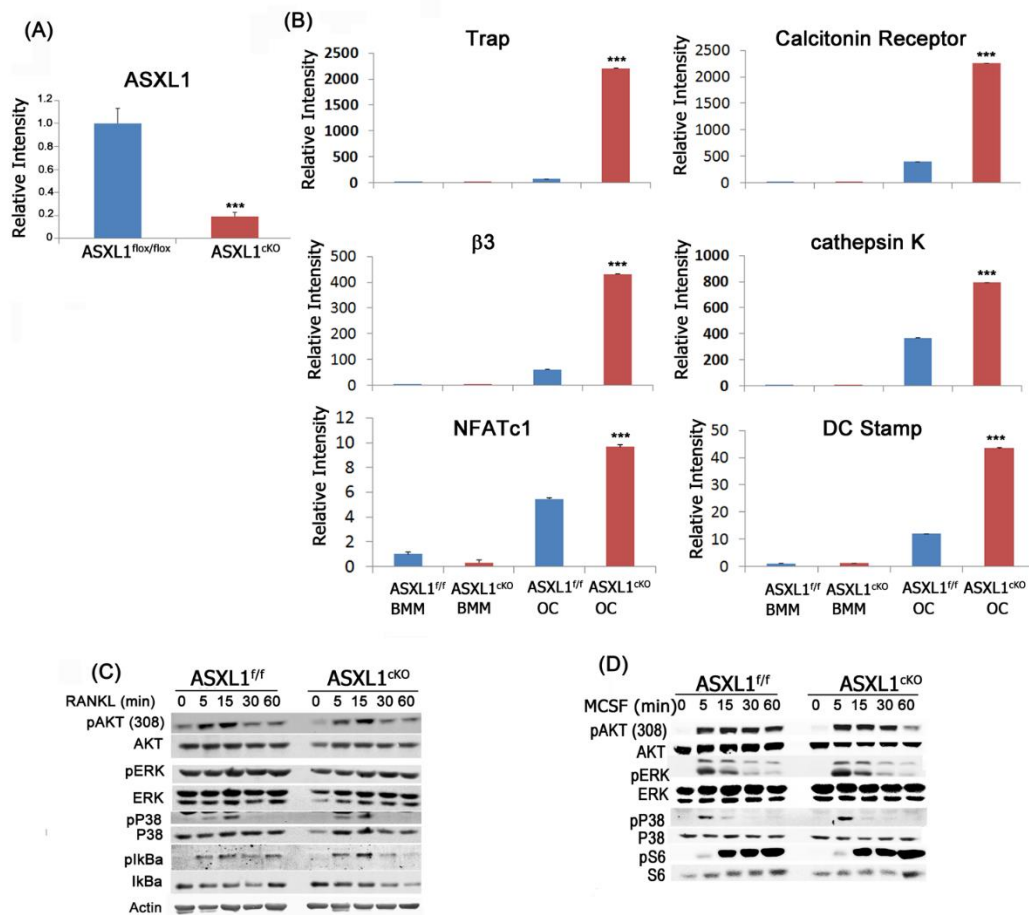 (A)
ASXL1
Relative Intensity
1.2
1.0
0.8
0.6
0.4
0.2
0
***
ASXL1flox/flox
ASXL1cKO
(B)
Trap
Relative Intensity
2500
2000
1500
1000
500
0
***
Calcitonin Receptor
Relative Intensity
2500
2000
1500
1000
500
0
***
β3
Relative Intensity
500
400
300
200
100
0
***
cathepsin K
Relative Intensity
1000
800
600
400
200
0
***
NFATc1
Relative Intensity
12
10
8
6
4
2
0
***
ASXL1f/f BMM
ASXL1cKO BMM
ASXL1f/f OC
ASXL1cKO OC
DC Stamp
Relative Intensity
50
40
30
20
10
0
***
ASXL1f/f BMM
ASXL1cKO BMM
ASXL1f/f OC
ASXL1cKO OC
(C)
ASXL1f/f ASXL1cKO
RANKL (min) 0 5 15 30 60 0 5 15 30 60
pAKT (308)
AKT
pERK
ERK
pP38
P38
pIkBa
IkBa
Actin
(D)
ASXL1f/f ASXL1cKO
MCSF (min) 0 5 15 30 60 0 5 15 30 60
pAKT (308)
AKT
pERK
ERK
pP38
P38
pS6
S6